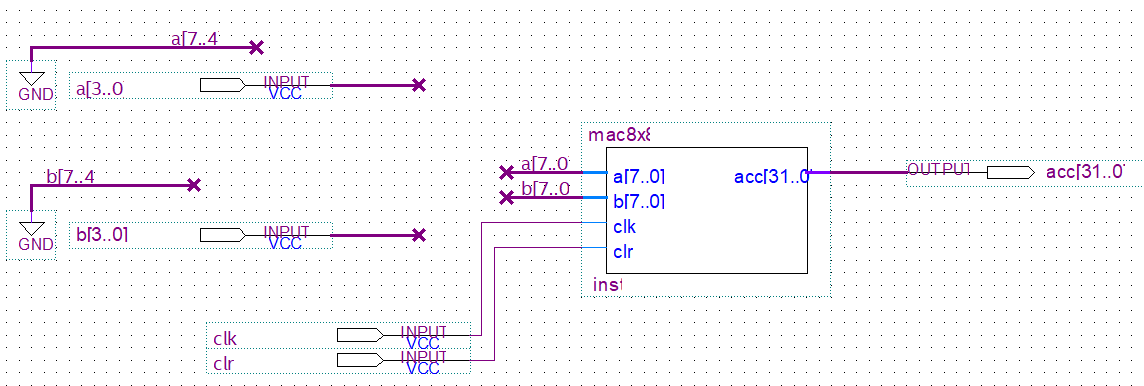 a[7..4
GND
a[3..0
INPUT
VCC
mac8x8
a[7..0
b[7..0
a[7..0]
b[7..0]
clk
clr
acc[31..0
OUTPUT
acc[31..0
inst
b[7..4
GND
b[3..0]
INPUT
VCC
clk
INPUT
VCC
clr
INPUT
VCC